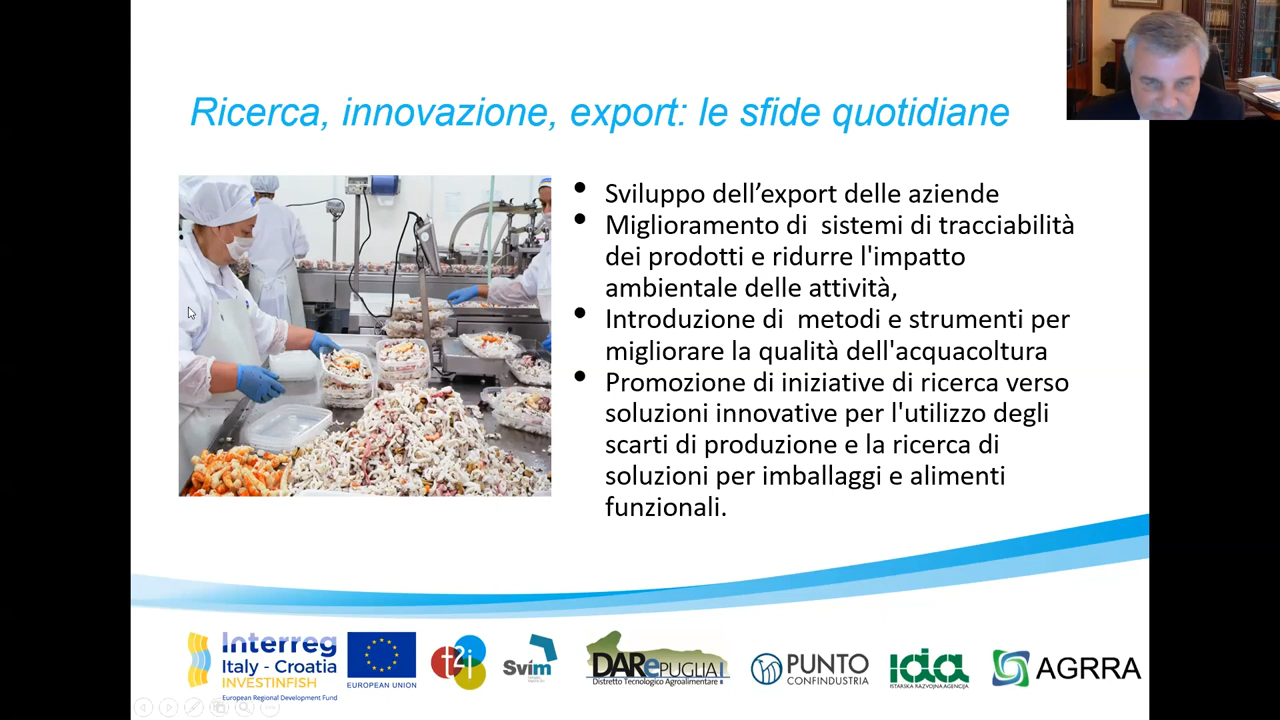 Ricerca, innovazione, export: le sfide quotidiane
• Sviluppo dell’export delle aziende
• Miglioramento di  sistemi di tracciabilità
dei prodotti e ridurre l'impatto
ambientale delle attività,
• Introduzione di  metodi e strumenti per
migliorare la qualità dell'acquacoltura
• Promozione di iniziative di ricerca verso
soluzioni innovative per l'utilizzo degli
scarti di produzione e la ricerca di
soluzioni per imballaggi e alimenti
funzionali.
Interreg
Italy - Croatia
INVESTINFISH
European Regional Development Fund
EUROPEAN UNION
t2i
Svim
DARePUGLIA
Distretto Tecnologico Agroalimentare
PUNTO
CONFINDUSTRIA
ida
ISTARSKA RAZVOJNA AGENCIJA
AGRRA